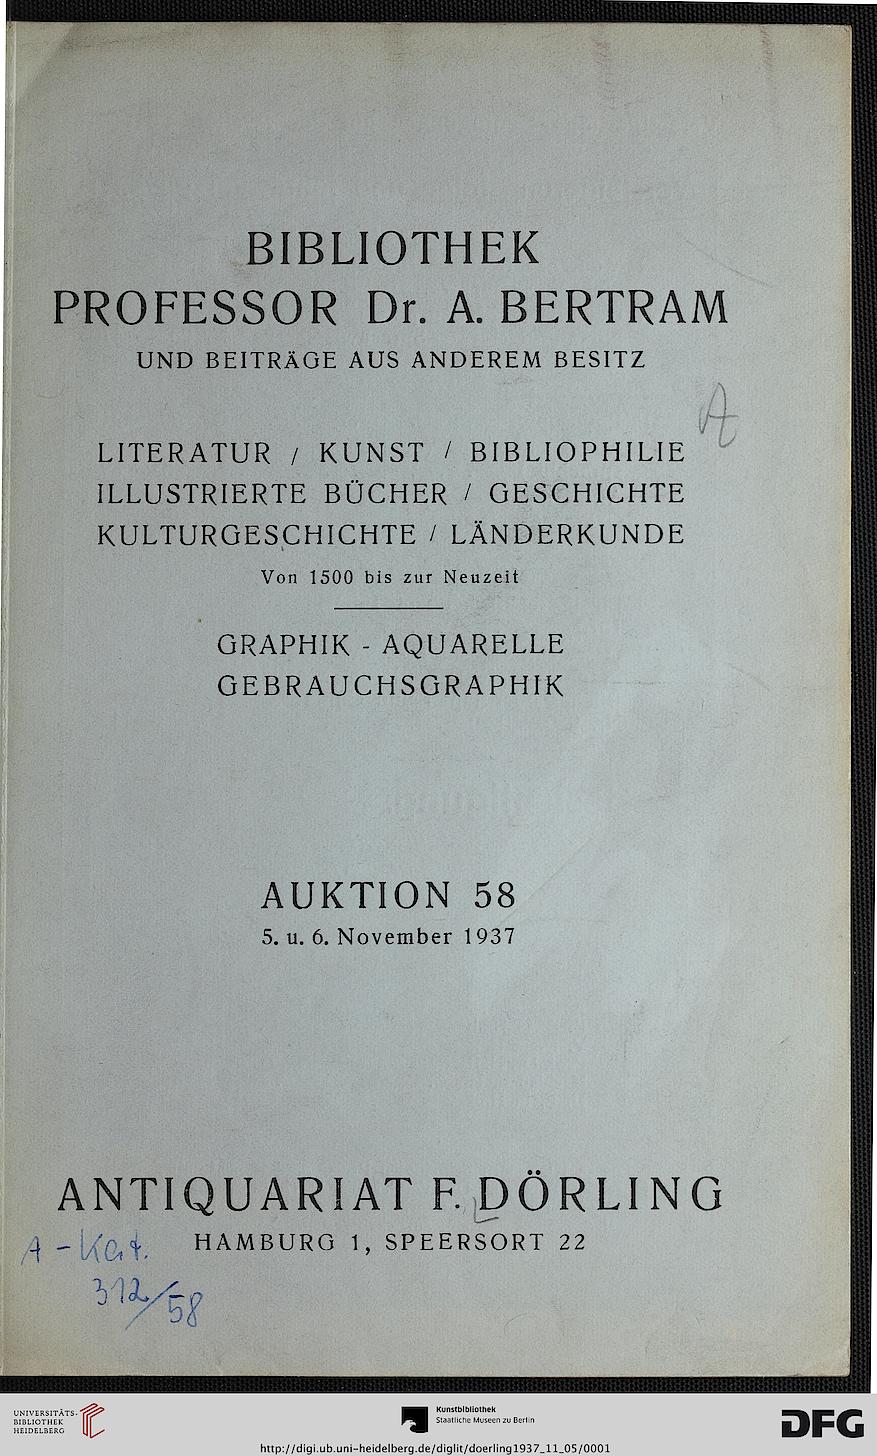 BIBLIOTHEK
PROFESSOR Dr. A. BERTRAM
UND BEITRÄGE AUS ANDEREM BESITZ
A
LITERATUR / KUNST / BIBLIOPHILIE
ILLUSTRIERTE BÜCHER / GESCHICHTE
KULTURGESCHICHTE / LÄNDERKUNDE
Von 1500 bis zur Neuzeit
GRAPHIK - AQUARELLE
GEBRAUCHSGRAPHIK
AUKTION 58
5. u. 6. November 1937
ANTIQUARIAT F. DÖRLING
HAMBURG 1, SPEERSORT 22
A - Kat.
312/58
UNIVERSITÄTS-
BIBLIOTHEK
HEIDELBERG
Kunstbibliothek
Staatliche Museen zu Berlin
DFG
http://digi.ub.uni-heidelberg.de/diglit/doerling1937_11_05/0001